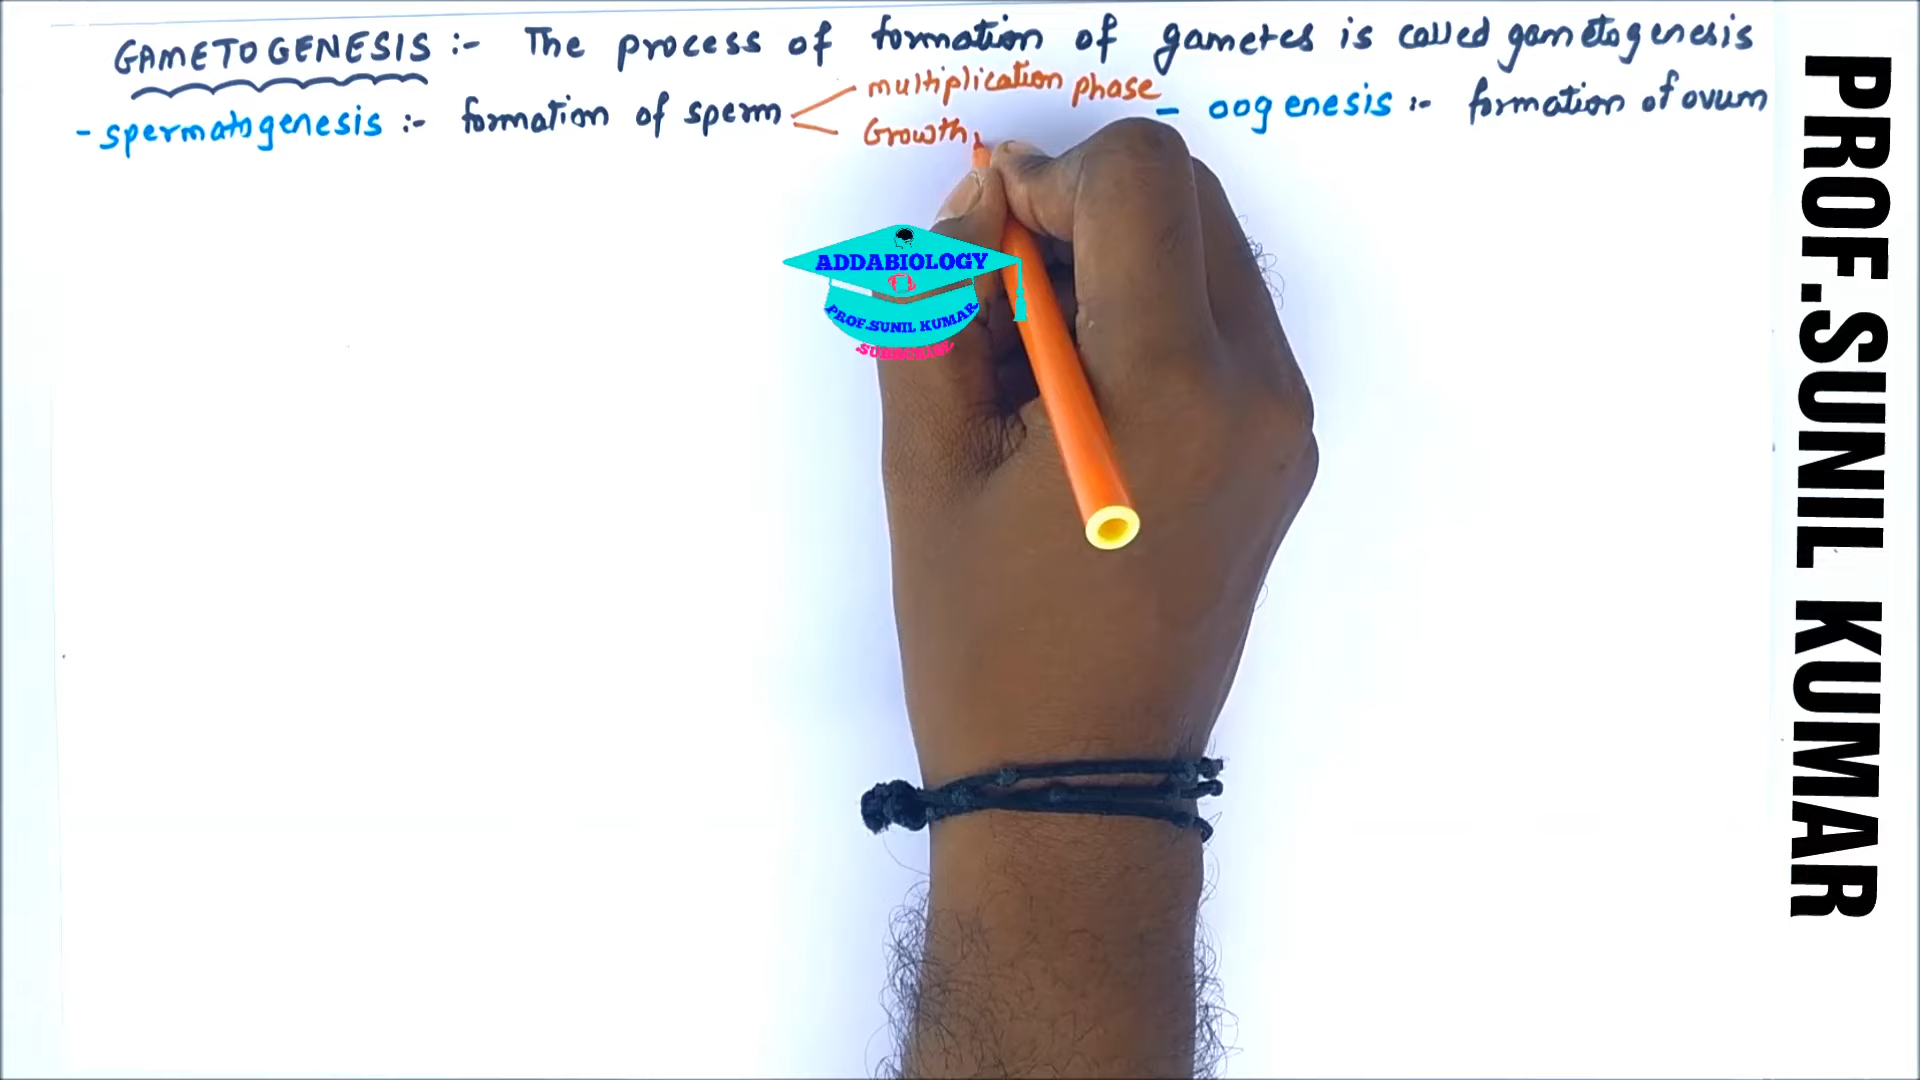 GAMETOGENESIS :- The process of formation of gametes is called gametogenesis
multiplication phase
- spermatogenesis :- formation of sperm
- oogenesis :- formation of ovum
Growth
ADDABIOLOGY
PROF.SUNIL KUMAR
SUBSCRIBE
PROF.SUNIL KUMAR